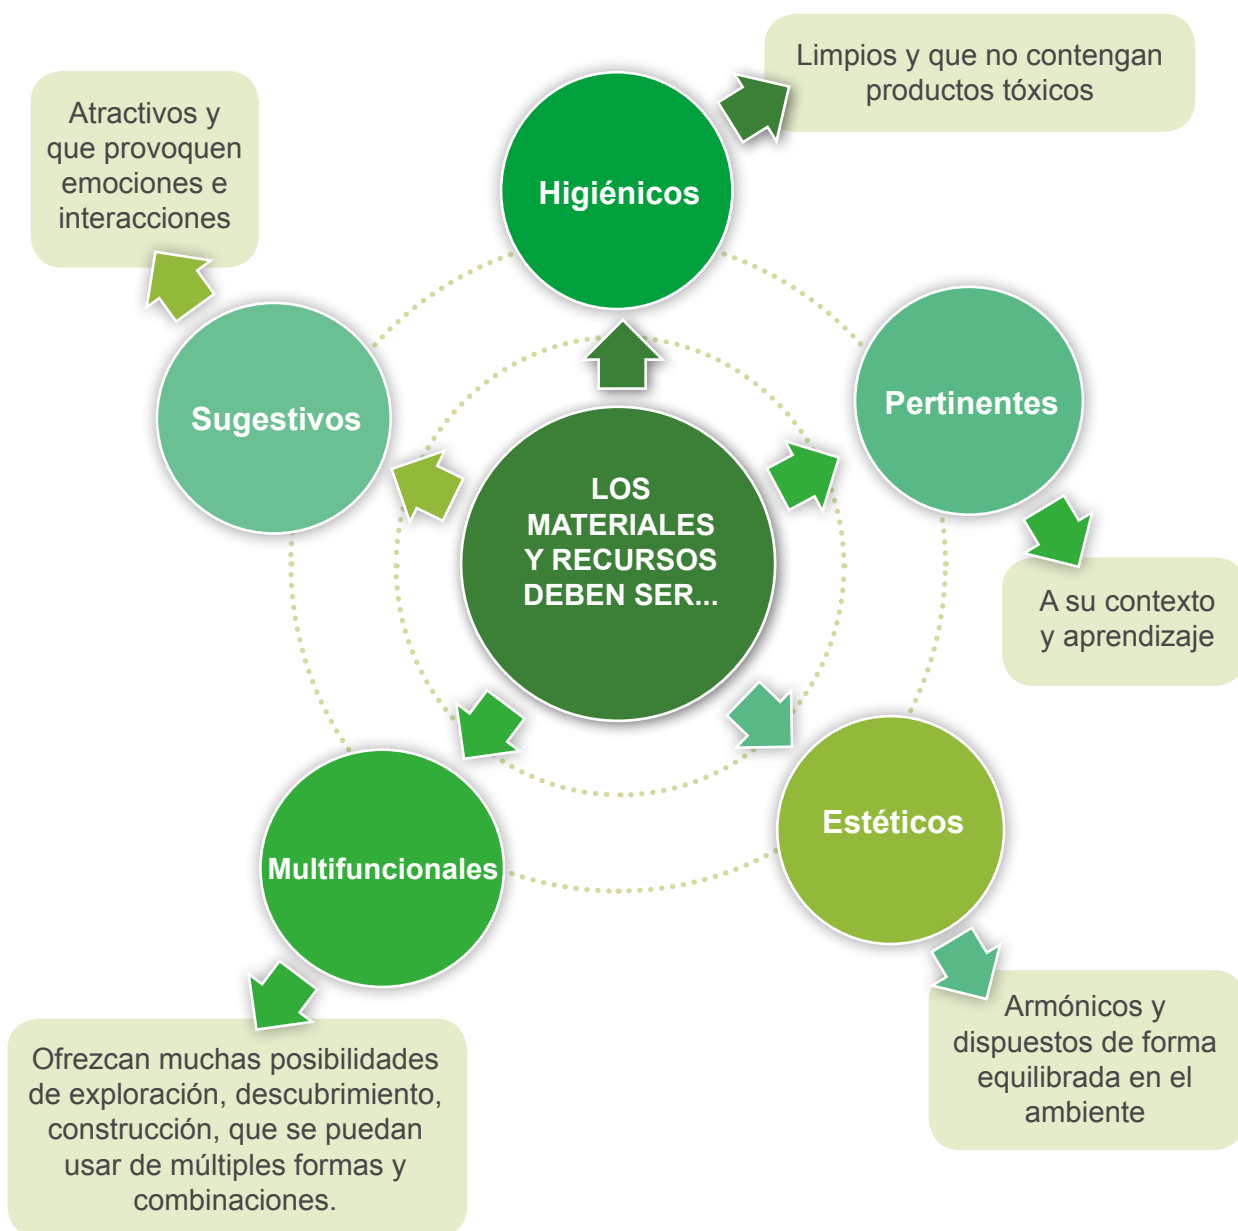 Limpios y que no contengan
productos tóxicos
Atractivos y
que provoquen
emociones e
interacciones
Higiénicos
Sugestivos
Pertinentes
LOS
MATERIALES
Y RECURSOS
DEBEN SER...
A su contexto
y aprendizaje
Multifuncionales
Estéticos
Armónicos y
dispuestos de forma
equilibrada en el
ambiente
Ofrezcan muchas posibilidades
de exploración, descubrimiento,
construcción, que se puedan
usar de múltiples formas y
combinaciones.